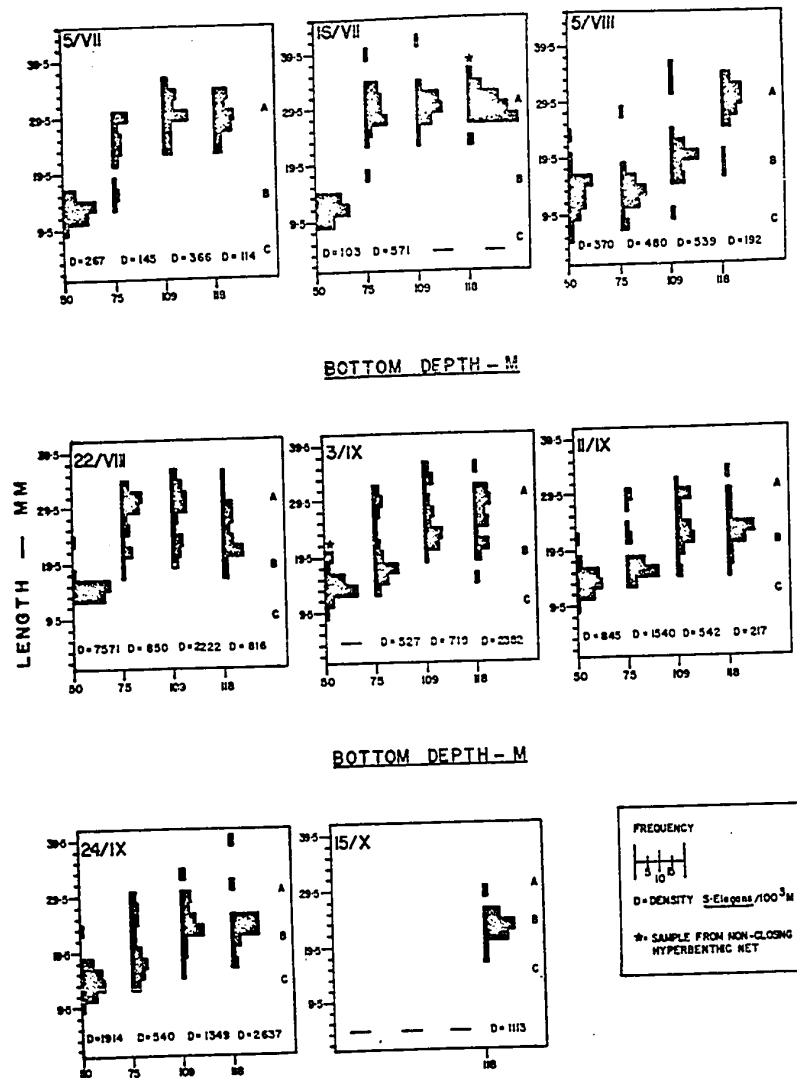 5/VII
39·5
29·5
19·5
9·5
A
B
C
D=267 D=145 D=366 D=114
50 75 109 118
15/VII
39·5
29·5
19·5
9·5
A
B
C
D=103 D=571 — —
50 75 109 118
5/VIII
39·5
29·5
19·5
9·5
A
B
C
D=370 D=480 D=539 D=192
50 75 109 118
BOTTOM DEPTH – M
LENGTH — MM
22/VIII
39·5
29·5
19·5
9·5
A
B
C
D=7571 D=850 D=2222 D=816
50 75 109 118
3/IX
39·5
29·5
19·5
9·5
A
B
C
— D=527 D=719 D=2382
50 75 109 118
11/IX
39·5
29·5
19·5
9·5
A
B
C
D=845 D=1540 D=542 D=217
50 75 109 118
BOTTOM DEPTH – M
24/IX
39·5
29·5
19·5
9·5
A
B
C
D=1914 D=540 D=1349 D=2637
50 75 109 118
15/X
39·5
29·5
19·5
9·5
A
B
C
— — — D=1113
118
FREQUENCY
5 10 15
D=DENSITY S·Elegans/100³M
★= SAMPLE FROM NON-CLOSING
HYPERBENTHIC NET